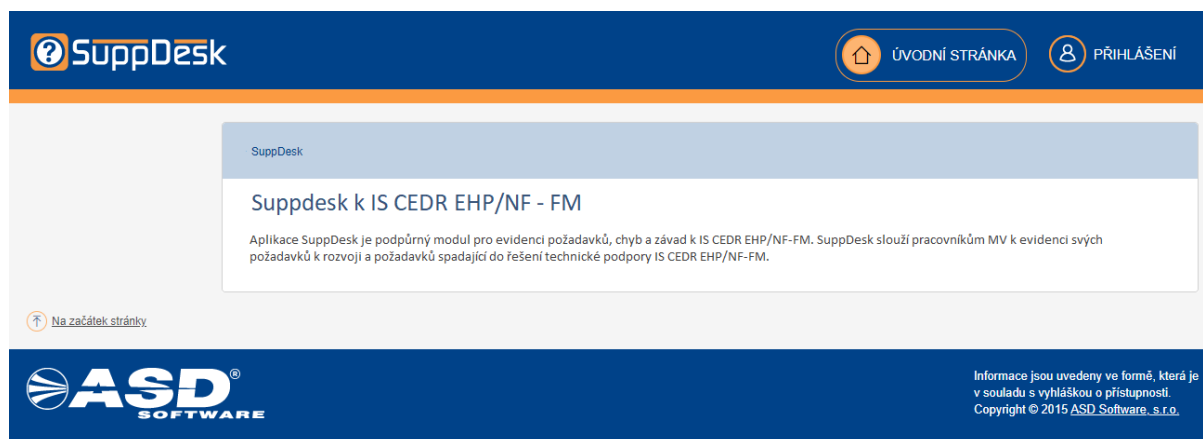 SuppDesk
ÚVODNÍ STRÁNKA
PŘIHLÁŠENÍ
SuppDesk
Suppdesk k IS CEDR EHP/NF - FM
Aplikace SuppDesk je podpůrný modul pro evidenci požadavků, chyb a závad k IS CEDR EHP/NF-FM. SuppDesk slouží pracovníkům MV k evidenci svých
požadavků k rozvoji a požadavků spadající do řešení technické podpory IS CEDR EHP/NF-FM.
Na začátek stránky
ASD®
SOFTWARE
Informace jsou uvedeny ve formě, která je
v souladu s vyhláškou o přístupnosti.
Copyright © 2015 ASD Software, s.r.o.